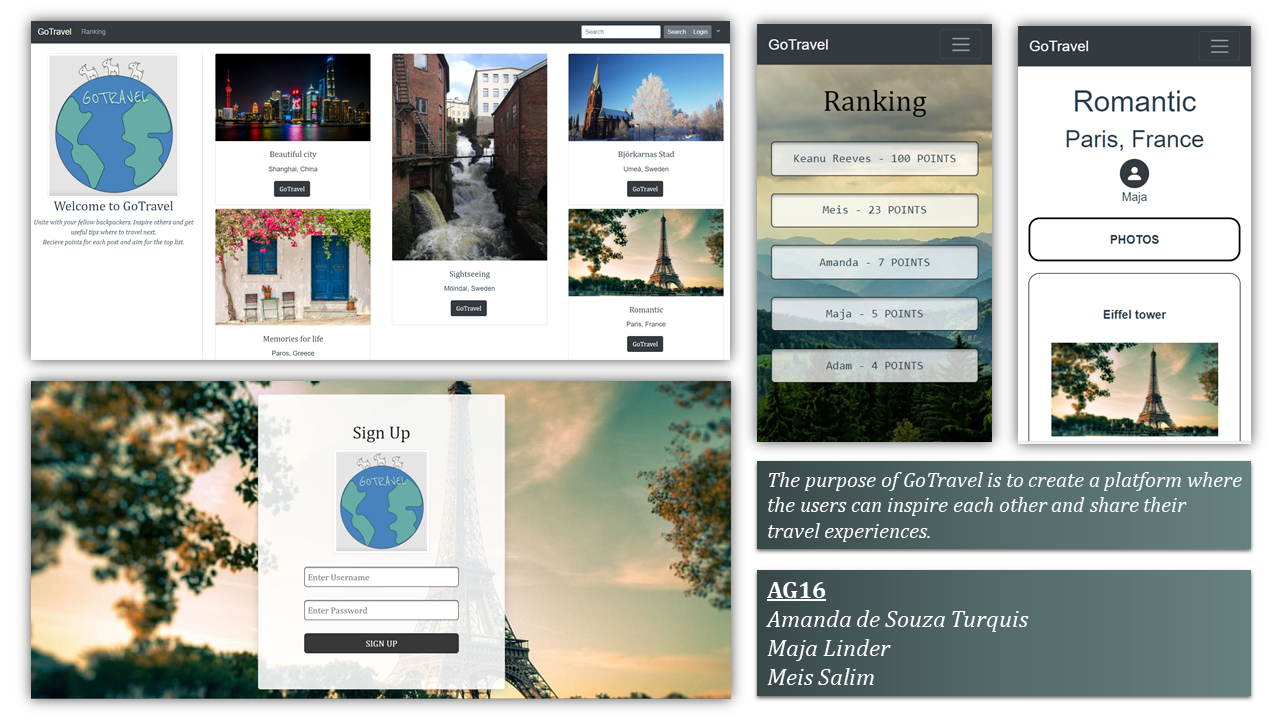 GoTravel Ranking Search Search Login
GOTRAVEL
Welcome to GoTravel
Unite with your fellow backpackers. Inspire others and get
useful tips where to travel next.
Recieve points for each post and aim for the top list.
Beautiful city
Shanghai, China
GoTravel
Memories for life
Paros, Greece
Sightseeing
Mölndal, Sweden
GoTravel
Björkarnas Stad
Umeå, Sweden
GoTravel
Romantic
Paris, France
GoTravel
Sign Up
GOTRAVEL
Enter Username
Enter Password
SIGN UP
GoTravel
Ranking
Keanu Reeves - 100 POINTS
Meis - 23 POINTS
Amanda - 7 POINTS
Maja - 5 POINTS
Adam - 4 POINTS
GoTravel
Romantic
Paris, France
Maja
PHOTOS
Eiffel tower
The purpose of GoTravel is to create a platform where
the users can inspire each other and share their
travel experiences.
AG16
Amanda de Souza Turquis
Maja Linder
Meis Salim